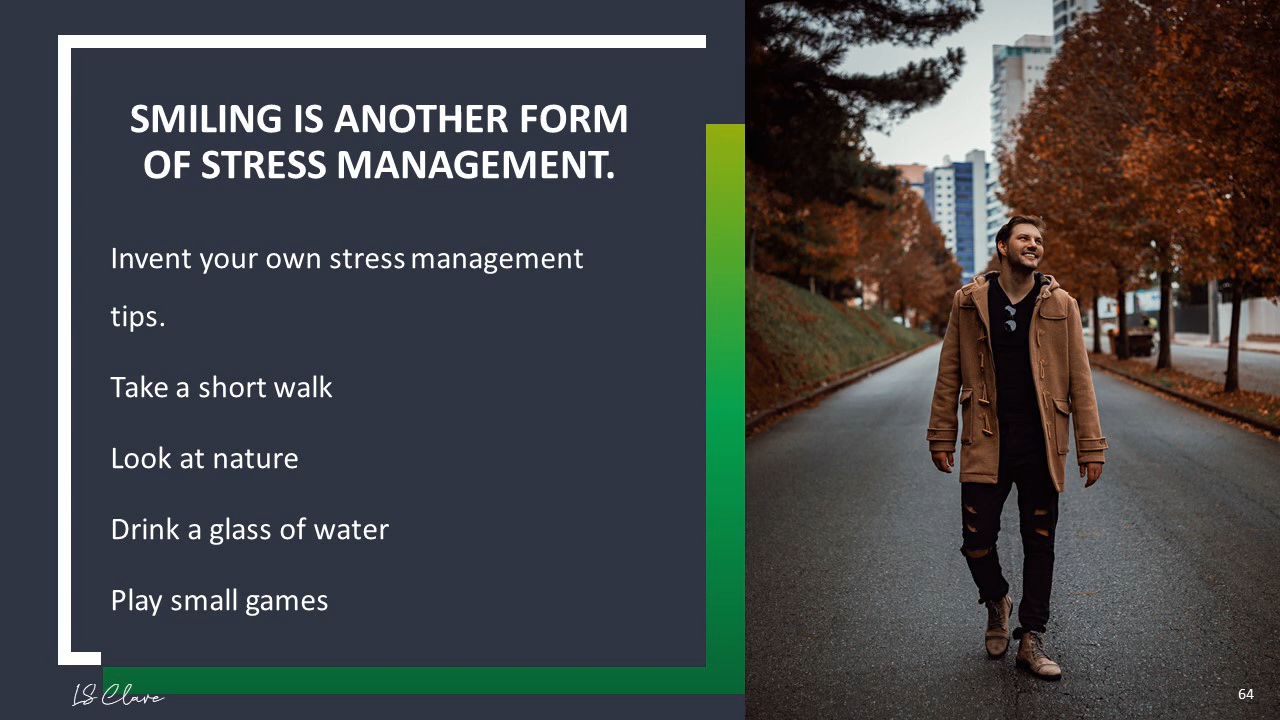 SMILING IS ANOTHER FORM
OF STRESS MANAGEMENT.
Invent your own stress management
tips.
Take a short walk
Look at nature
Drink a glass of water
Play small games
LS Clave
64